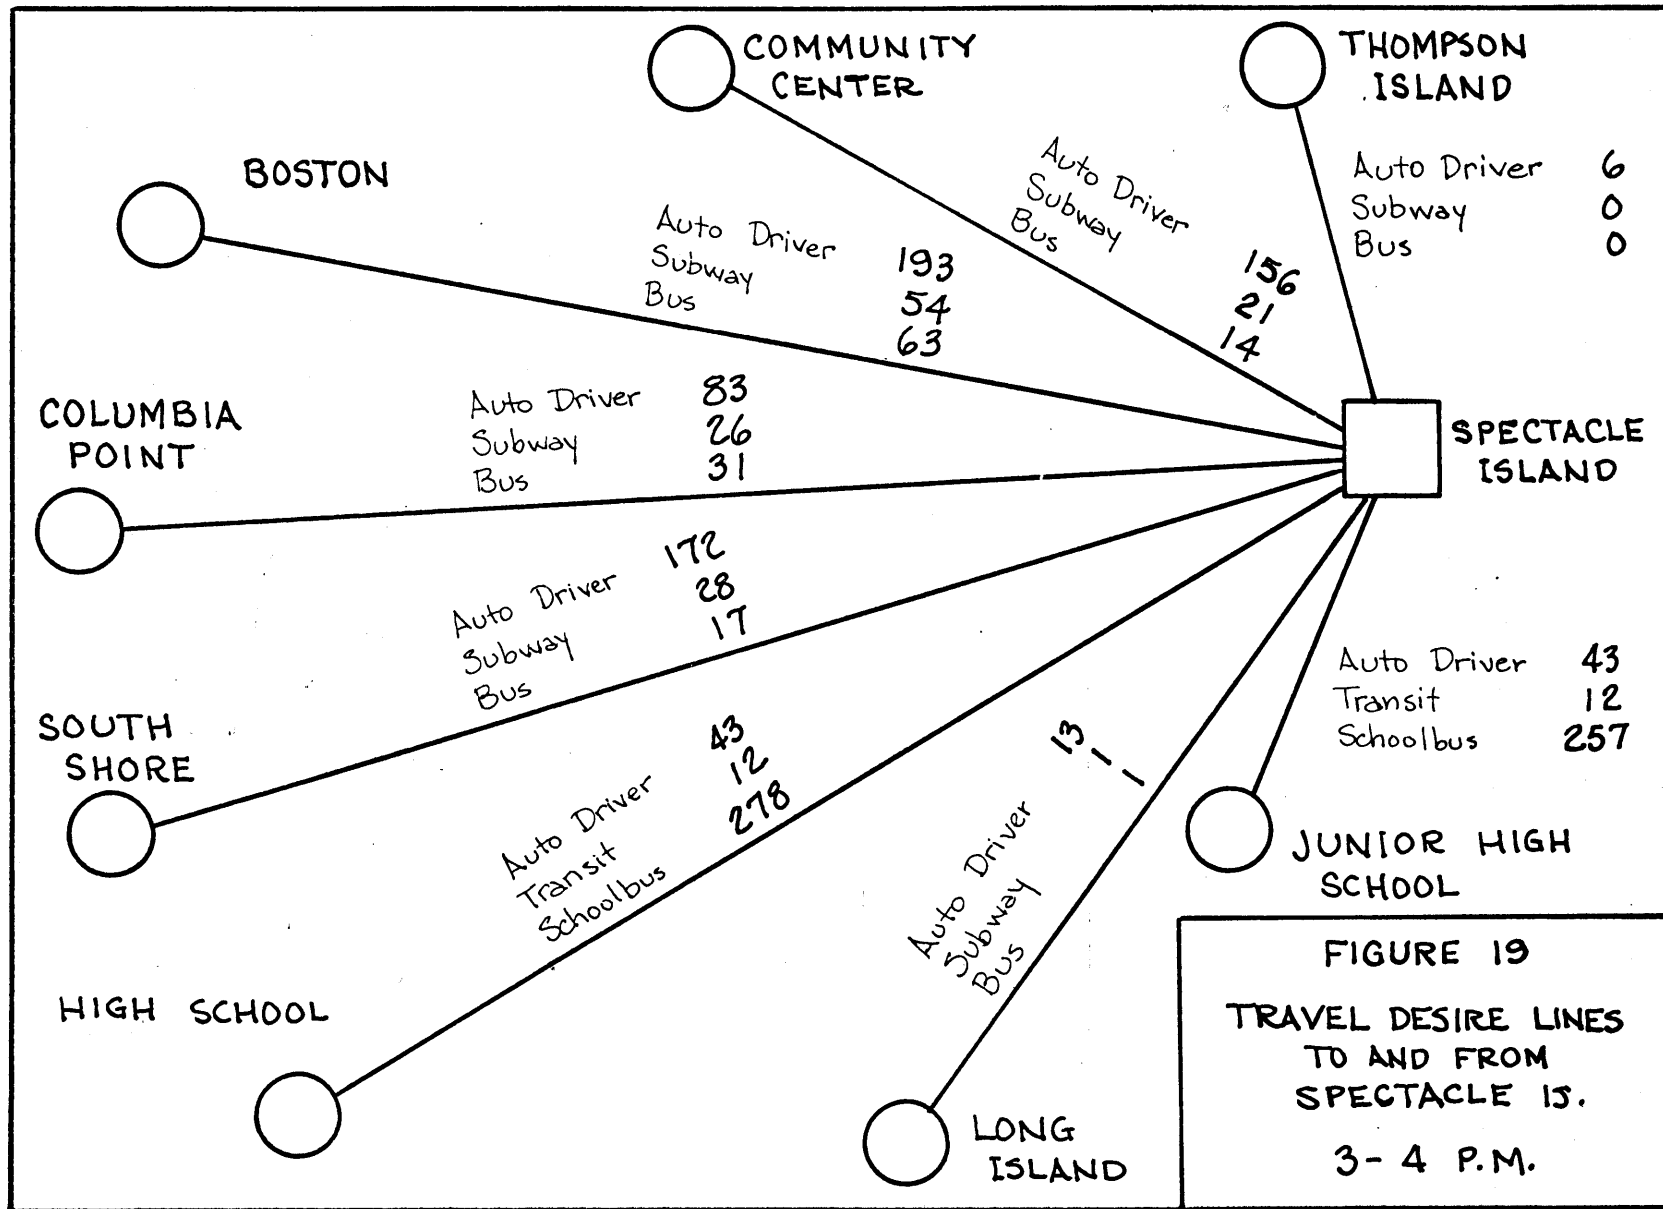 COMMUNITY
CENTER
THOMPSON
ISLAND
BOSTON
Auto Driver 193
Subway 54
Bus 63
Auto Driver 156
Subway 21
Bus 14
Auto Driver 6
Subway 0
Bus 0
COLUMBIA
POINT
Auto Driver 83
Subway 26
Bus 31
SPECTACLE
ISLAND
Auto Driver 172
Subway 28
Bus 17
SOUTH
SHORE
Auto Driver 43
Transit 12
Schoolbus 278
Auto Driver 13
Subway 1
Bus 1
Auto Driver 43
Transit 12
Schoolbus 257
JUNIOR HIGH
SCHOOL
HIGH SCHOOL
LONG
ISLAND
FIGURE 19
TRAVEL DESIRE LINES
TO AND FROM
SPECTACLE IS.
3-4 P.M.